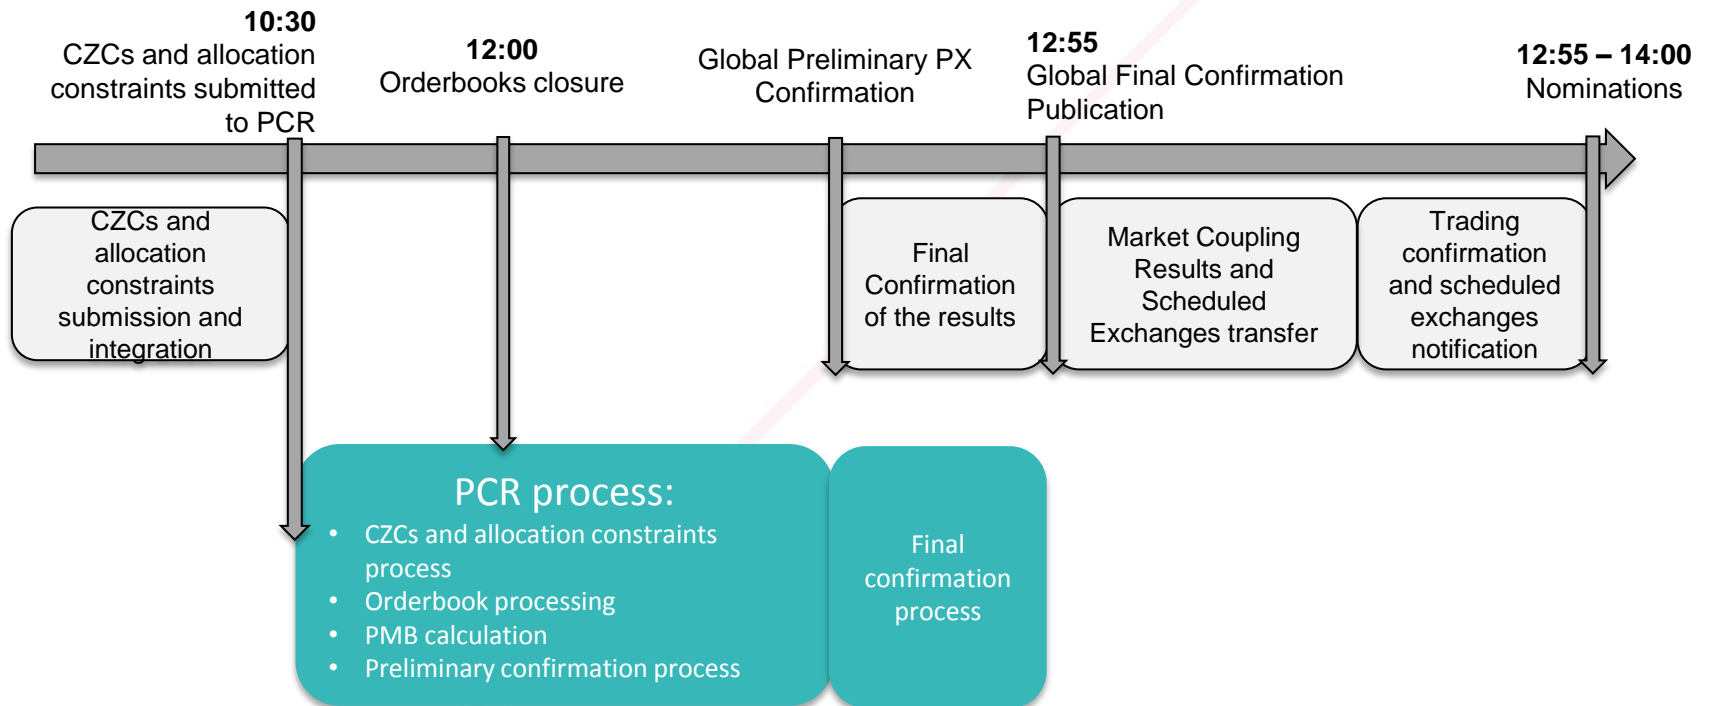 10:30
CZCs and allocation
constraints submitted
to PCR
12:00
Orderbooks closure
Global Preliminary PX
Confirmation
12:55
Global Final Confirmation
Publication
12:55 – 14:00
Nominations
CZCs and
allocation
constraints
submission and
integration
Final
Confirmation
of the results
Market Coupling
Results and
Scheduled
Exchanges transfer
Trading
confirmation
and scheduled
exchanges
notification
PCR process:
• CZCs and allocation constraints
process
• Orderbook processing
• PMB calculation
• Preliminary confirmation process
Final
confirmation
process